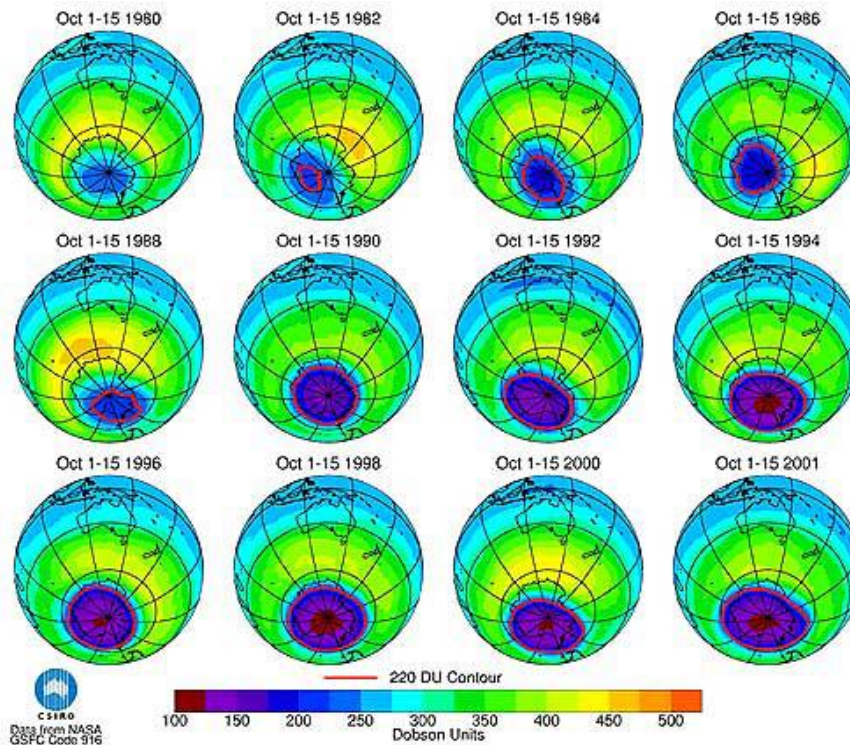 Oct 1-15 1980
Oct 1-15 1982
Oct 1-15 1984
Oct 1-15 1986
Oct 1-15 1988
Oct 1-15 1990
Oct 1-15 1992
Oct 1-15 1994
Oct 1-15 1996
Oct 1-15 1998
Oct 1-15 2000
Oct 1-15 2001
220 DU Contour
100 150 200 250 300 350 400 450 500
Dobson Units
CSIRO
Data from NASA
GSFC Code 916